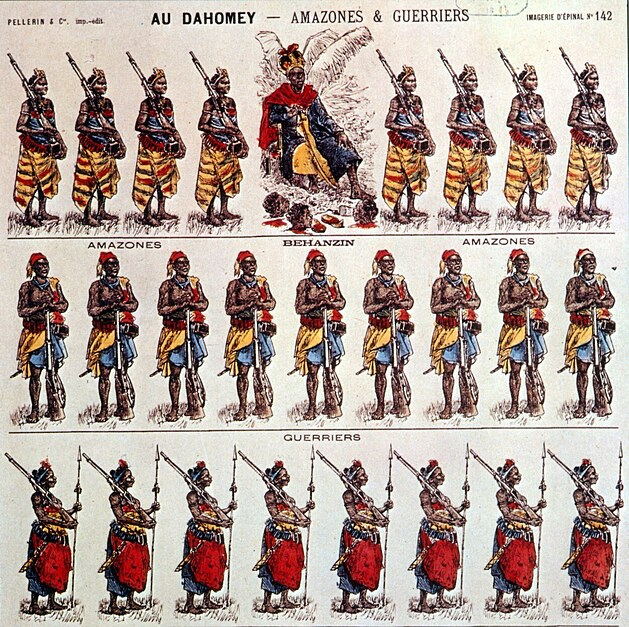 PELLERIN & Cie, imp.-édit.
AU DAHOMEY — AMAZONES & GUERRIERS
IMAGERIE D'ÉPINAL No 142
AMAZONES
BEHANZIN
AMAZONES
GUERRIERS